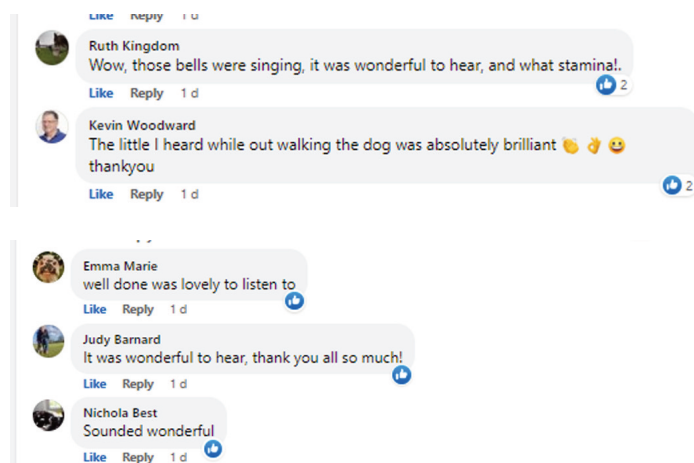 Like Reply 1 d
Ruth Kingdom
Wow, those bells were singing, it was wonderful to hear, and what stamina!.
Like Reply 1 d 2
Kevin Woodward
The little I heard while out walking the dog was absolutely brilliant 👏 👌 😀
thankyou
Like Reply 1 d 2
Emma Marie
well done was lovely to listen to
Like Reply 1 d
Judy Barnard
It was wonderful to hear, thank you all so much!
Like Reply 1 d
Nichola Best
Sounded wonderful
Like Reply 1 d